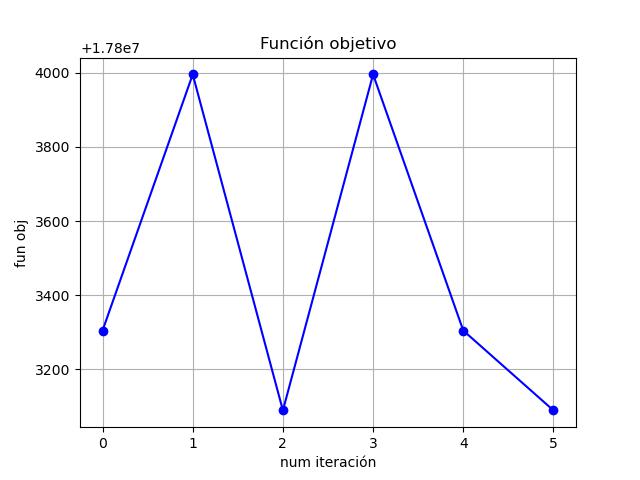 Función objetivo
+1.78e7
4000
3800
3600
3400
3200
fun obj
0 1 2 3 4 5
num iteración